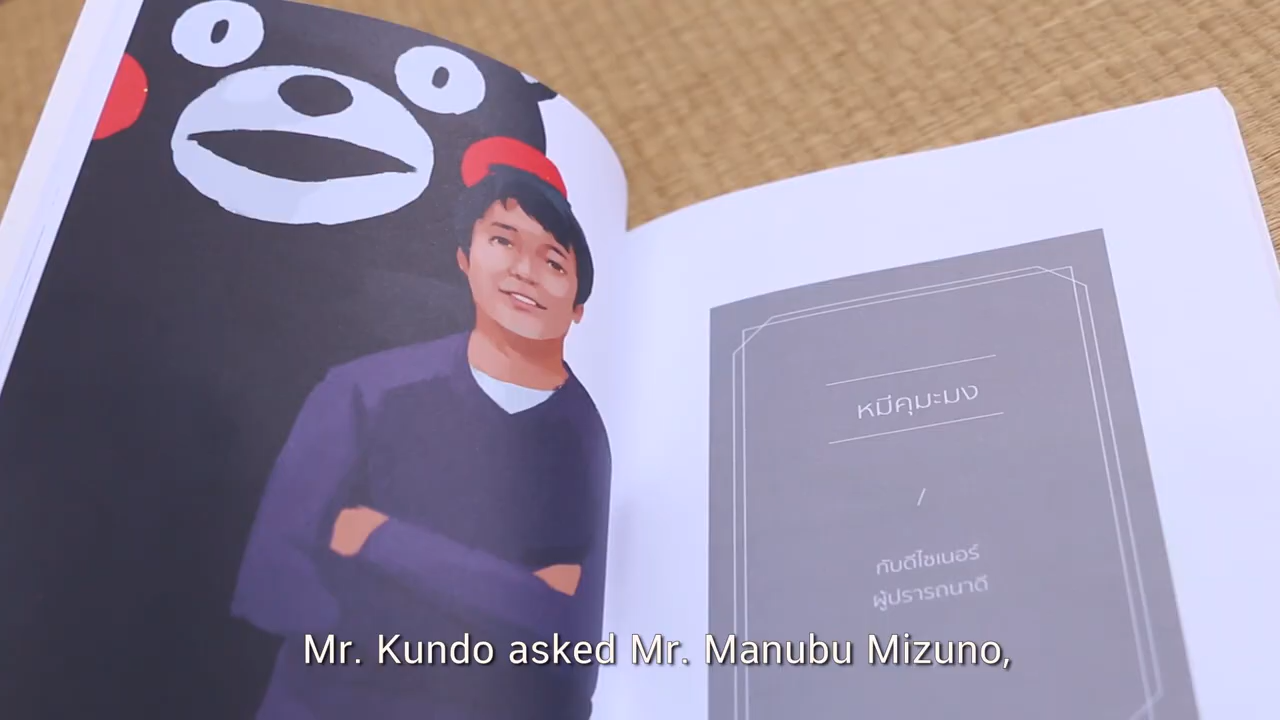 หมีคุมะมง
/
กับดีไซเนอร์
ผู้ปรารถนาดี
Mr. Kundo asked Mr. Manubu Mizuno,